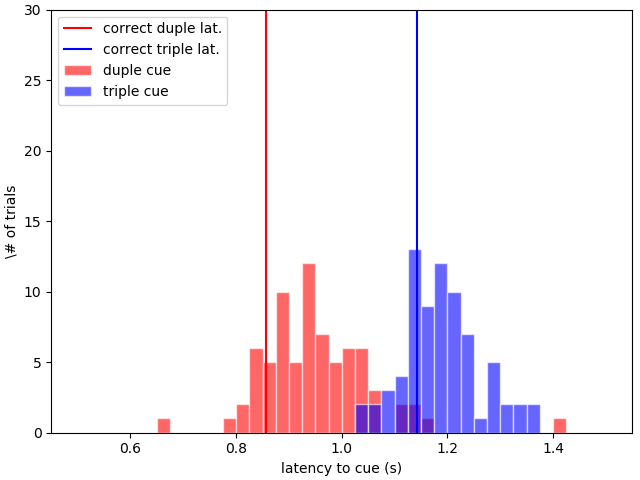 30
25
20
15
10
5
0
\# of trials
correct duple lat.
correct triple lat.
duple cue
triple cue
0.6 0.8 1.0 1.2 1.4
latency to cue (s)